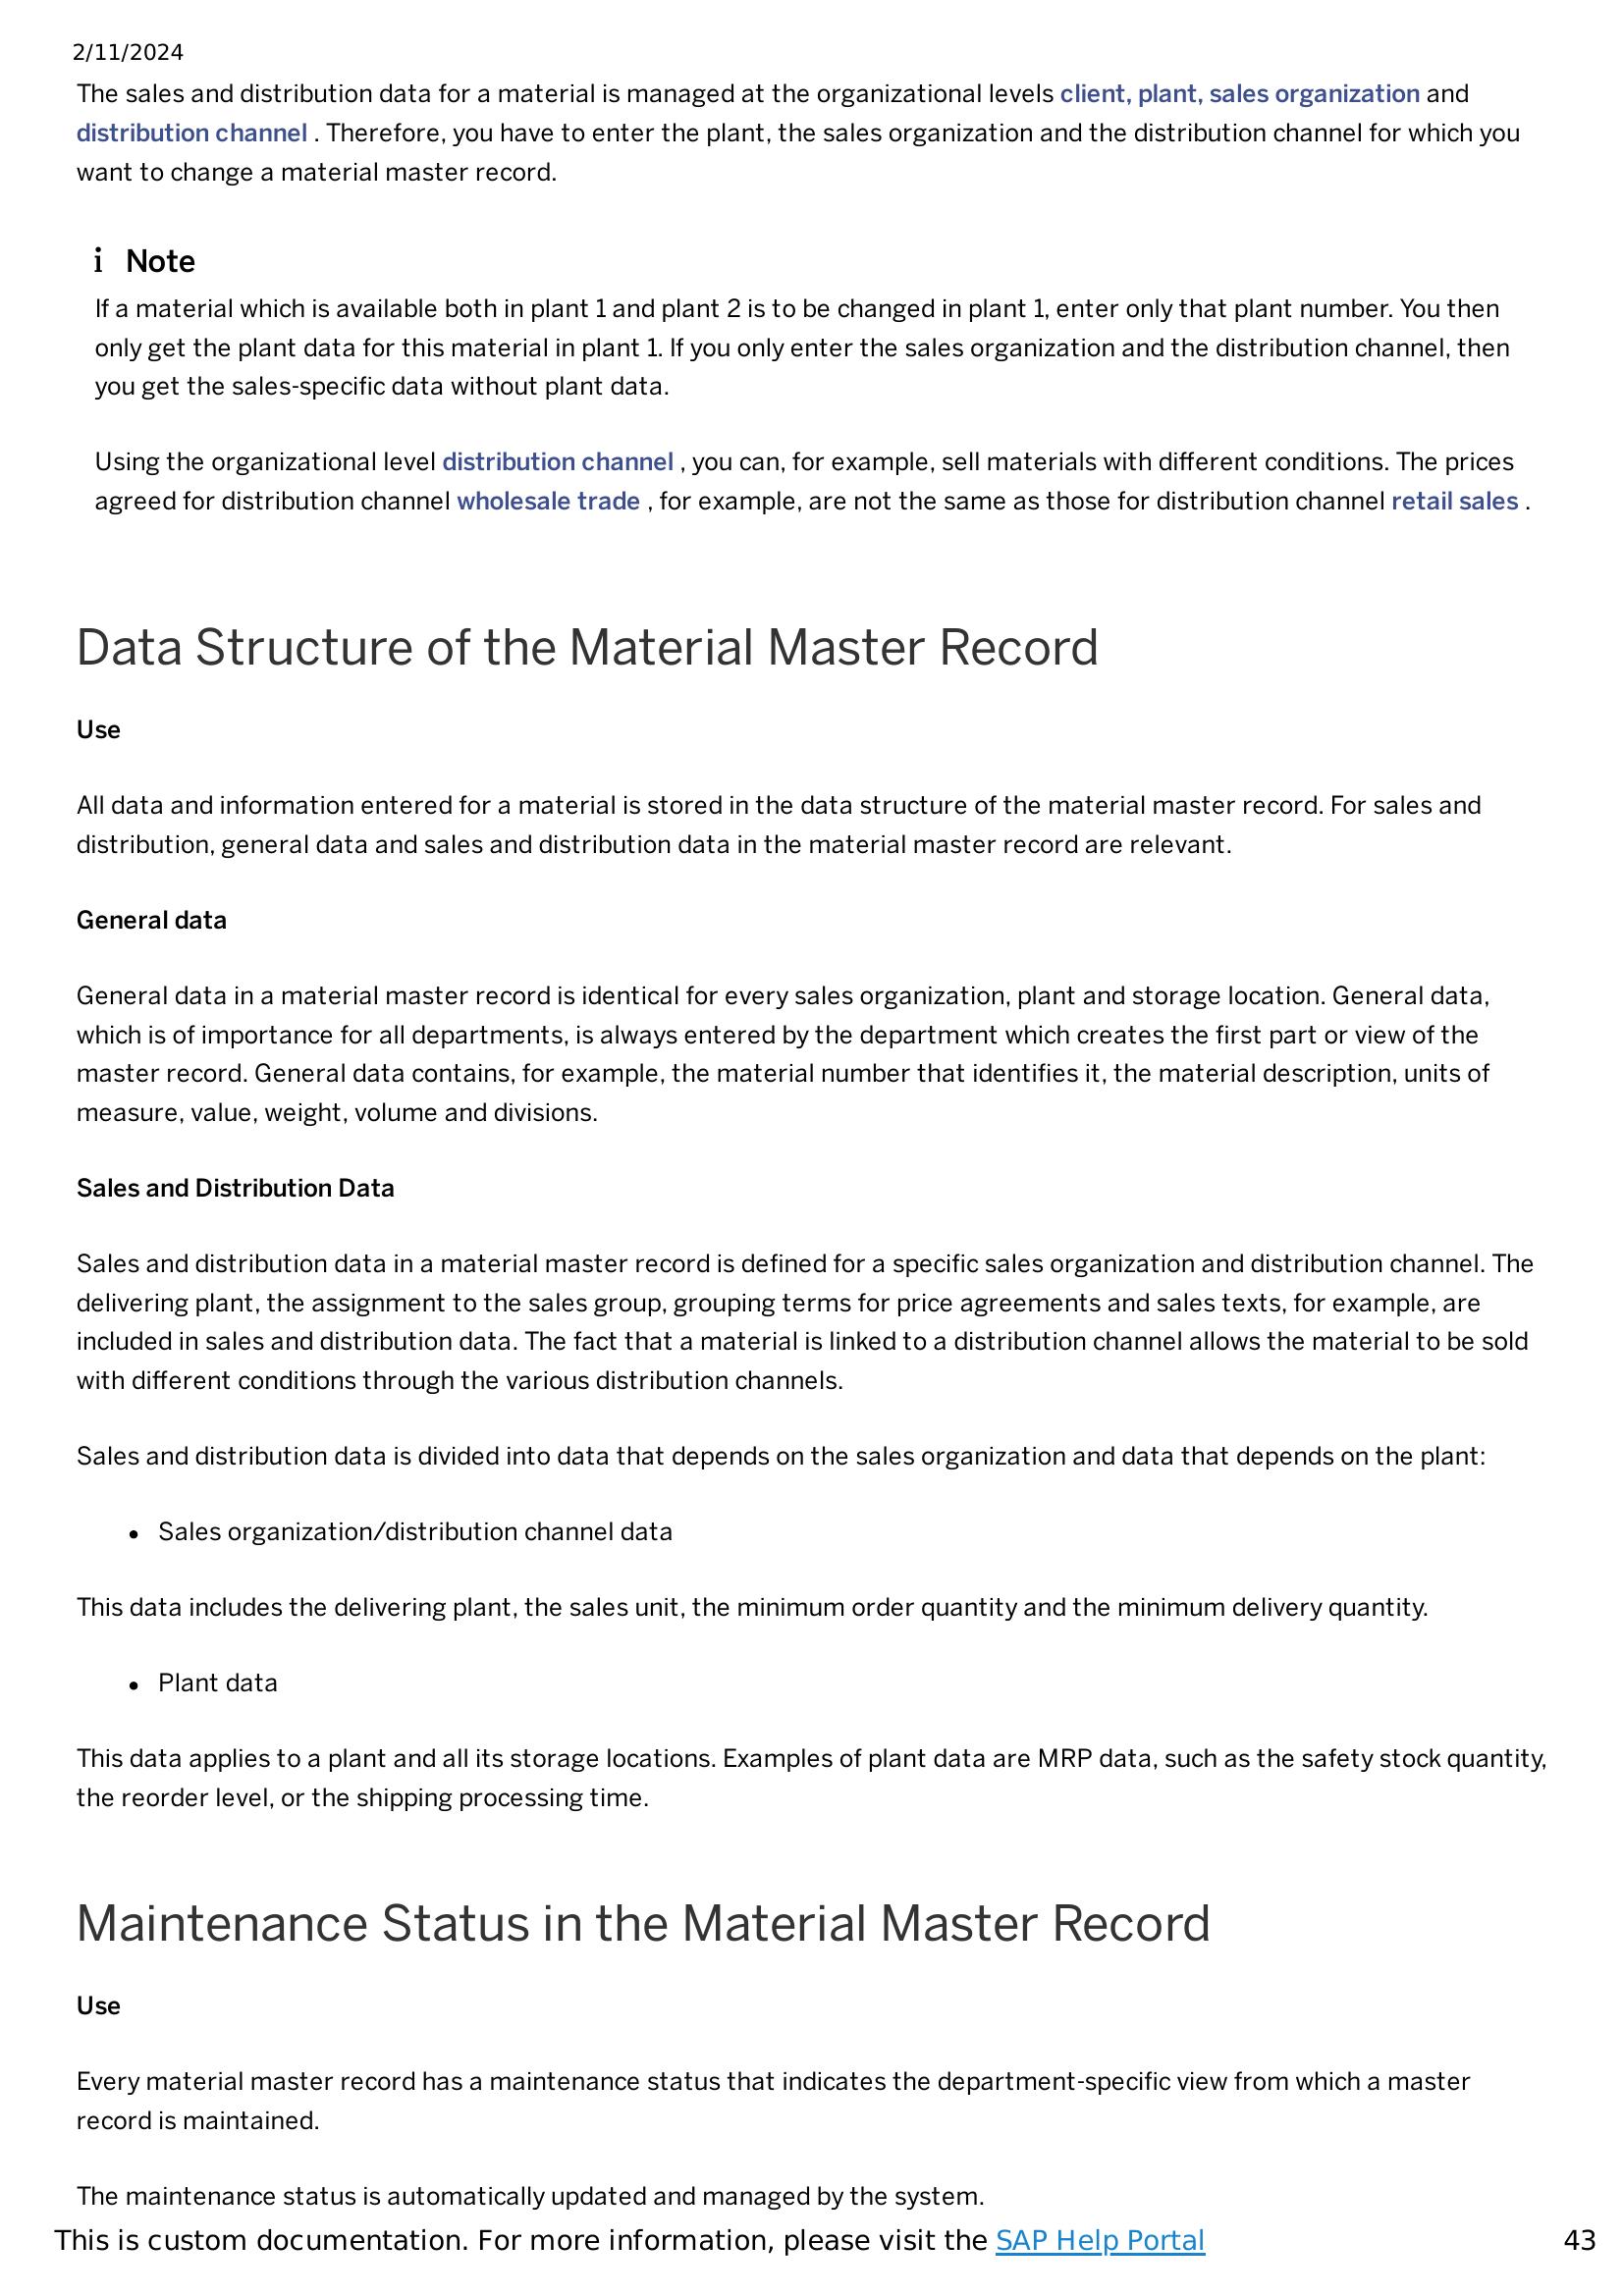 2/11/2024
The sales and distribution data for a material is managed at the organizational levels client, plant, sales organization and
distribution channel . Therefore, you have to enter the plant, the sales organization and the distribution channel for which you
want to change a material master record.
i Note
If a material which is available both in plant 1 and plant 2 is to be changed in plant 1, enter only that plant number. You then
only get the plant data for this material in plant 1. If you only enter the sales organization and the distribution channel, then
you get the sales-specific data without plant data.
Using the organizational level distribution channel , you can, for example, sell materials with different conditions. The prices
agreed for distribution channel wholesale trade , for example, are not the same as those for distribution channel retail sales .
Data Structure of the Material Master Record
Use
All data and information entered for a material is stored in the data structure of the material master record. For sales and
distribution, general data and sales and distribution data in the material master record are relevant.
General data
General data in a material master record is identical for every sales organization, plant and storage location. General data,
which is of importance for all departments, is always entered by the department which creates the first part or view of the
master record. General data contains, for example, the material number that identifies it, the material description, units of
measure, value, weight, volume and divisions.
Sales and Distribution Data
Sales and distribution data in a material master record is defined for a specific sales organization and distribution channel. The
delivering plant, the assignment to the sales group, grouping terms for price agreements and sales texts, for example, are
included in sales and distribution data. The fact that a material is linked to a distribution channel allows the material to be sold
with different conditions through the various distribution channels.
Sales and distribution data is divided into data that depends on the sales organization and data that depends on the plant:
• Sales organization/distribution channel data
This data includes the delivering plant, the sales unit, the minimum order quantity and the minimum delivery quantity.
• Plant data
This data applies to a plant and all its storage locations. Examples of plant data are MRP data, such as the safety stock quantity,
the reorder level, or the shipping processing time.
Maintenance Status in the Material Master Record
Use
Every material master record has a maintenance status that indicates the department-specific view from which a master
record is maintained.
The maintenance status is automatically updated and managed by the system.
This is custom documentation. For more information, please visit the SAP Help Portal 43